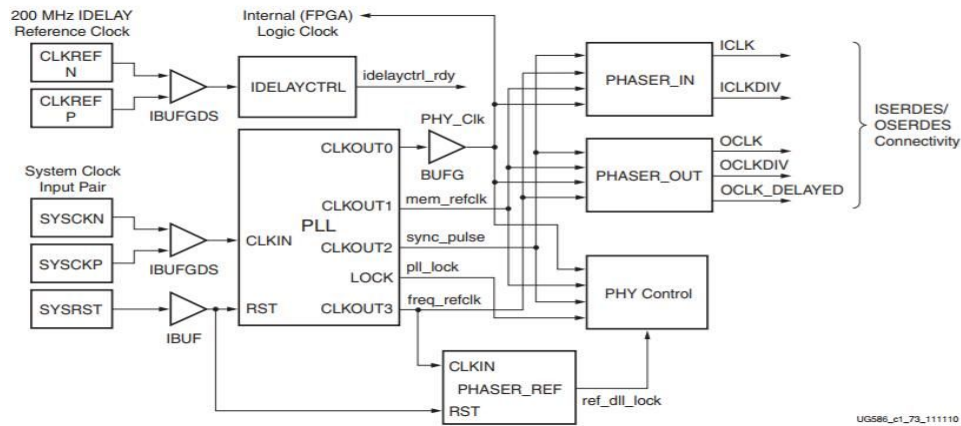 200 MHz IDELAY
Reference Clock
CLKREF
N
CLKREF
P
IBUFGDS
IDELAYCTRL
idelayctrl_rdy
Internal (FPGA)
Logic Clock
System Clock
Input Pair
SYSCKN
SYSCKP
SYSRST
IBUFGDS
IBUF
CLKIN
RST
PLL
CLKOUT0
CLKOUT1
CLKOUT2
LOCK
CLKOUT3
PHY_Clk
BUFG
mem_refclk
sync_pulse
pll_lock
freq_refclk
CLKIN
PHASER_REF
RST
ref_dll_lock
PHASER_IN
ICLK
ICLKDIV
PHASER_OUT
OCLK
OCLKDIV
OCLK_DELAYED
PHY Control
ISERDES/
OSERDES
Connectivity
UG586_c1_73_111110